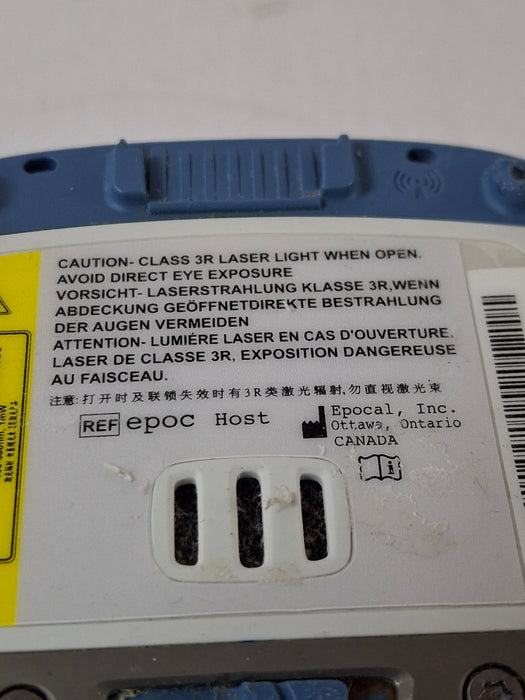 CAUTION- CLASS 3R LASER LIGHT WHEN OPEN.
AVOID DIRECT EYE EXPOSURE
VORSICHT- LASERSTRAHLUNG KLASSE 3R,WENN
ABDECKUNG GEÖFFNETDIREKTE BESTRAHLUNG
DER AUGEN VERMEIDEN
ATTENTION- LUMIÉRE LASER EN CAS D'OUVERTURE.
LASER DE CLASSE 3R, EXPOSITION DANGEREUSE
AU FAISCEAU.
注意: 打开时及联锁失效时有3R类激光辐射,勿直视激光束
REF epoc Host
Epocal, Inc.
Ottawa, Ontario
CANADA